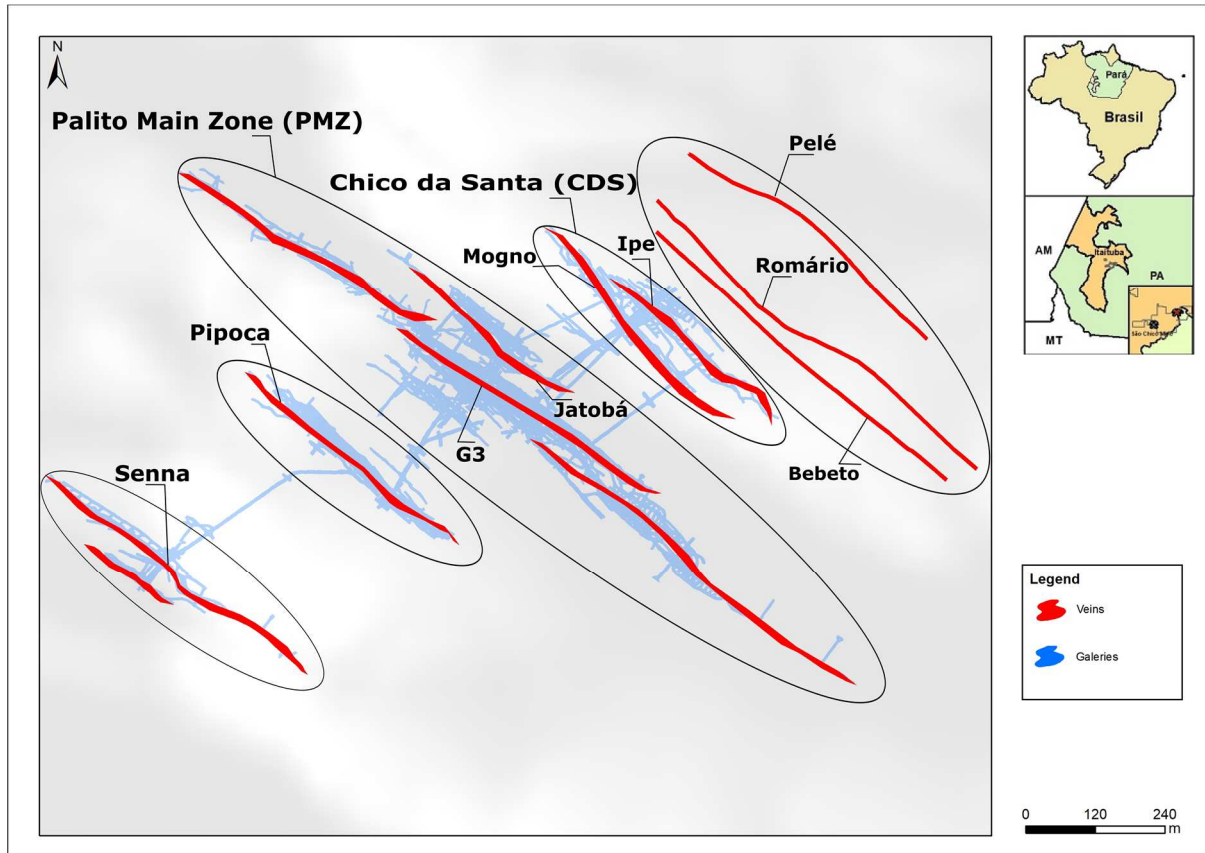 N
Palito Main Zone (PMZ)
Chico da Santa (CDS)
Pelé
Mogno
Ipe
Romário
Pipoca
Jatobá
G3
Bebeto
Senna
Pará
Brasil
AM
Itaituba
PA
MT
Legend
Veins
Galeries
0 120 240
m